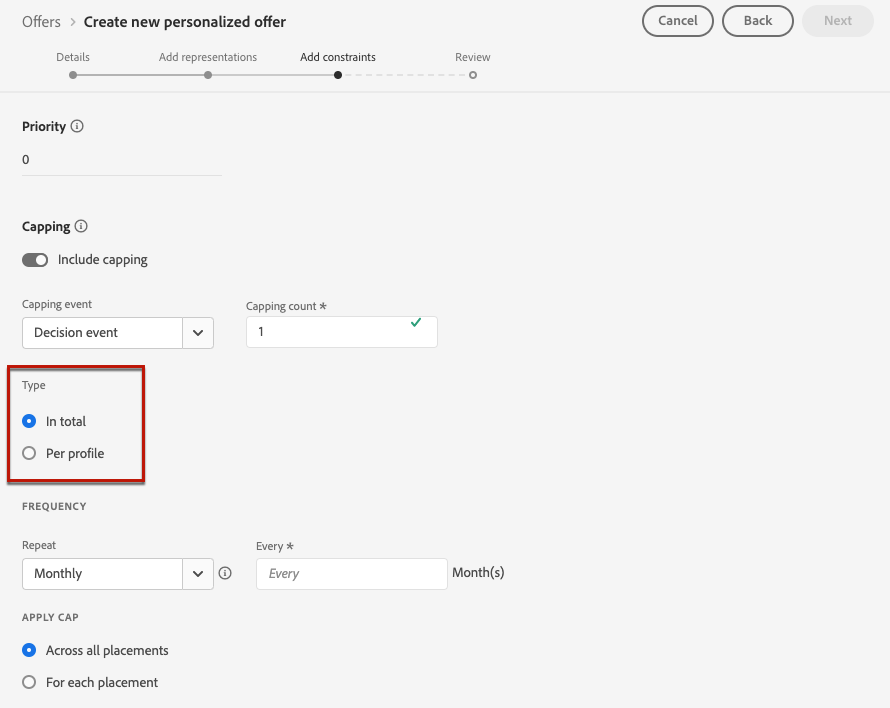 Offers > Create new personalized offer
Cancel Back Next
Details Add representations Add constraints Review
Priority
0
Capping
Include capping
Capping event Capping count *
Decision event 1
Type
In total
Per profile
FREQUENCY
Repeat Every *
Monthly Every Month(s)
APPLY CAP
Across all placements
For each placement